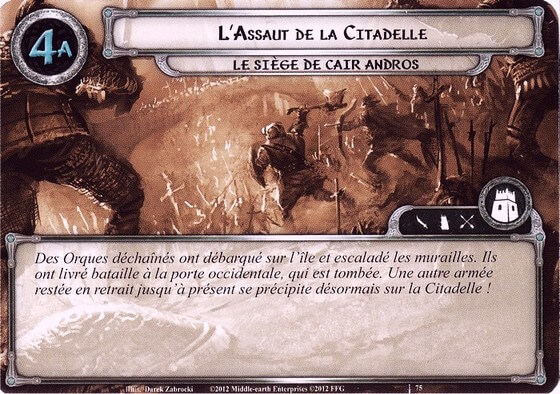 4A
L'Assaut de la Citadelle
LE SIÈGE DE CAIR ANDROS
Des Orques déchaînés ont débarqué sur l'île et escaladé les murailles. Ils
ont livré bataille à la porte occidentale, qui est tombée. Une autre armée
restée en retrait jusqu'à présent se précipite désormais sur la Citadelle !
Illus. Darek Zabrocki ©2012 Middle-earth Enterprises ©2012 FFG 75